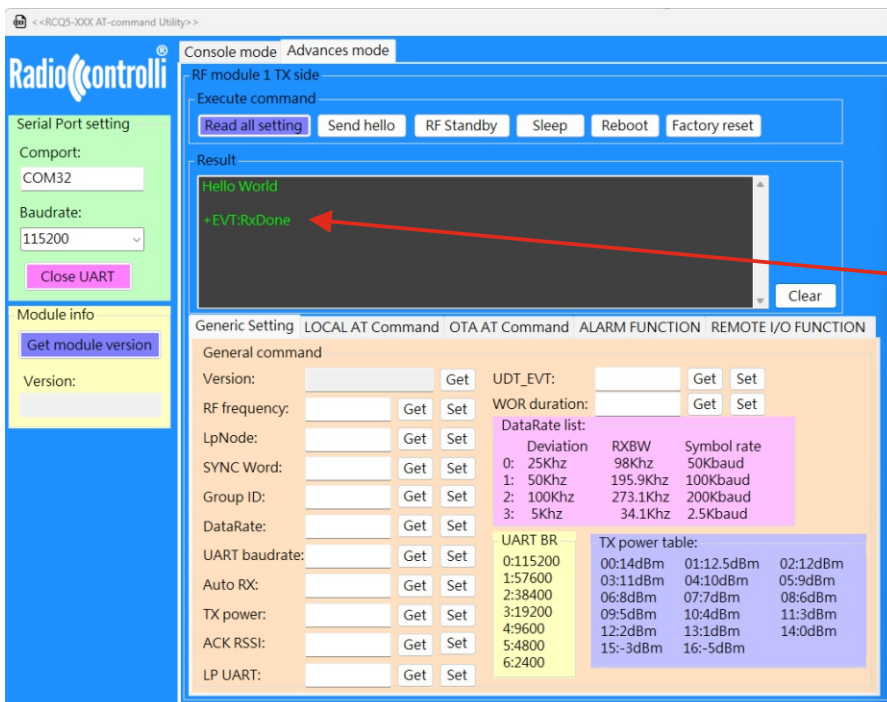 <<RCQ5-XXX AT-command Utility>>
Radiocontrolli®
Serial Port setting
Comport:
COM32
Baudrate:
115200
Close UART
Module info
Get module version
Version:
Console mode Advances mode
RF module 1 TX side
Execute command
Read all setting Send hello RF Standby Sleep Reboot Factory reset
Result
Hello World
+EVT:RxDone
Clear
Generic Setting LOCAL AT Command OTA AT Command ALARM FUNCTION REMOTE I/O FUNCTION
General command
Version: Get
RF frequency: Get Set
LpNode: Get Set
SYNC Word: Get Set
Group ID: Get Set
DataRate: Get Set
UART baudrate: Get Set
Auto RX: Get Set
TX power: Get Set
ACK RSSI: Get Set
LP UART: Get Set
UDT_EVT: Get Set
WOR duration: Get Set
DataRate list:
Deviation RXBW Symbol rate
0: 25Khz 98Khz 50Kbaud
1: 50Khz 195.9Khz 100Kbaud
2: 100Khz 273.1Khz 200Kbaud
3: 5Khz 34.1Khz 2.5Kbaud
UART BR
0:115200
1:57600
2:38400
3:19200
4:9600
5:4800
6:2400
TX power table:
00:14dBm 01:12.5dBm 02:12dBm
03:11dBm 04:10dBm 05:9dBm
06:8dBm 07:7dBm 08:6dBm
09:5dBm 10:4dBm 11:3dBm
12:2dBm 13:1dBm 14:0dBm
15:-3dBm 16:-5dBm